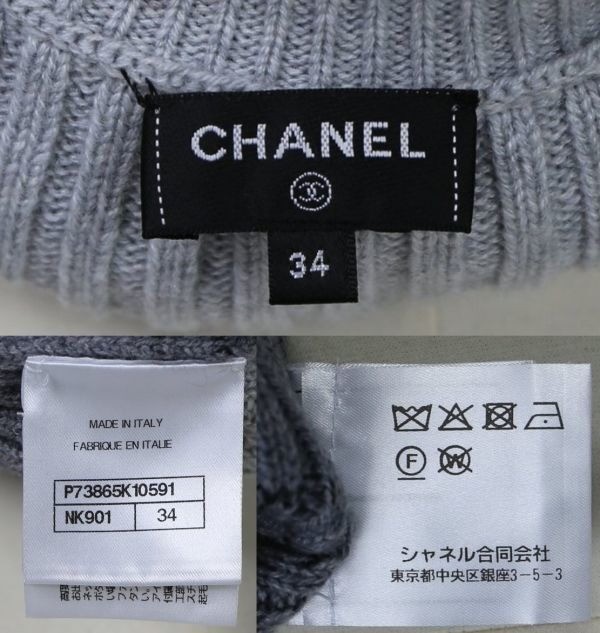 CHANEL
34
MADE IN ITALY
FABRIQUE EN ITALIE
P73865K10591
NK901 34
F W
シャネル合同会社
東京都中央区銀座3-5-3